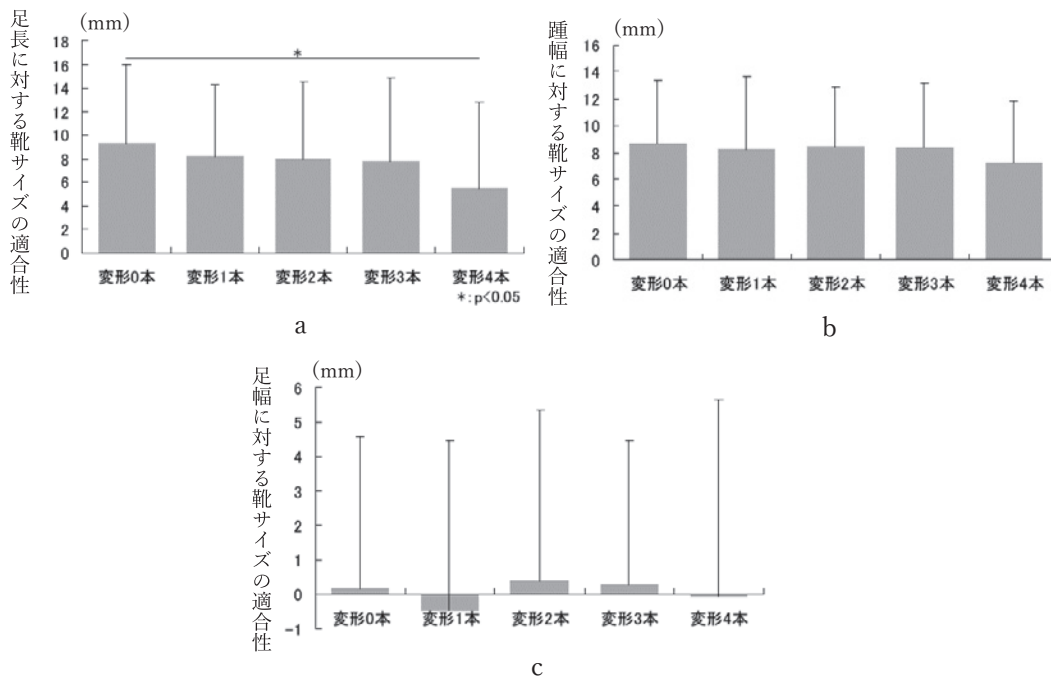 足長に対する靴サイズの適合性
(mm)
18
16
14
12
10
8
6
4
2
0
*
変形0本 変形1本 変形2本 変形3本 変形4本
*:p<0.05
a
踵幅に対する靴サイズの適合性
(mm)
16
14
12
10
8
6
4
2
0
変形0本 変形1本 変形2本 変形3本 変形4本
b
足幅に対する靴サイズの適合性
(mm)
6
5
4
3
2
1
0
-1
変形0本 変形1本 変形2本 変形3本 変形4本
c